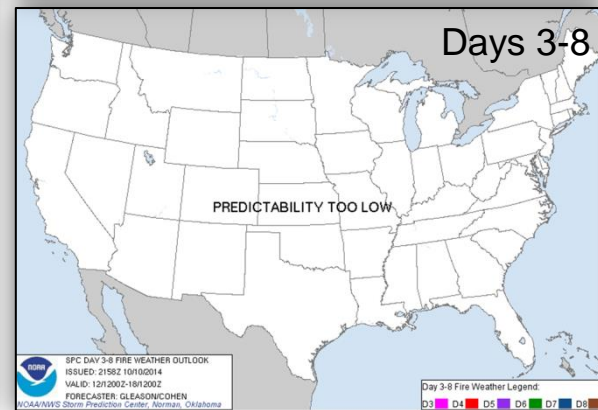 Days 3-8
PREDICTABILITY TOO LOW
NOAA
SPC DAY 3-8 FIRE WEATHER OUTLOOK
ISSUED: 2158Z 10/10/2014
VALID: 12/1200Z-18/1200Z
FORECASTER: GLEASON/COHEN
NOAA/NWS Storm Prediction Center, Norman, Oklahoma
Day 3-8 Fire Weather Legend:
D3 D4 D5 D6 D7 D8